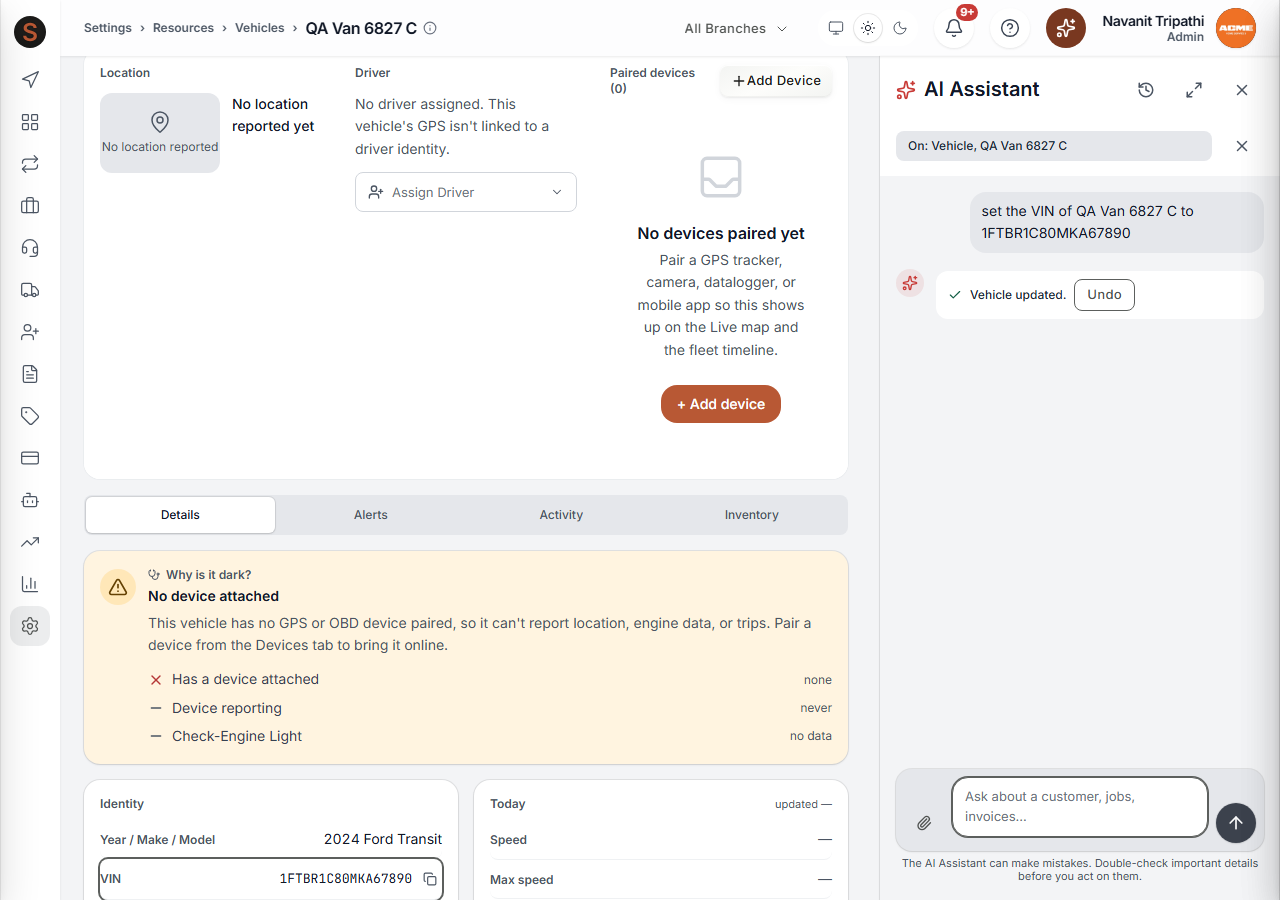 S
Settings › Resources › Vehicles › QA Van 6827 C
All Branches
9+
Navanit Tripathi
Admin
ACME
Location
No location reported
No location
reported yet
Driver
No driver assigned. This
vehicle's GPS isn't linked to a
driver identity.
Assign Driver
Paired devices
(0)
+Add Device
No devices paired yet
Pair a GPS tracker,
camera, datalogger, or
mobile app so this shows
up on the Live map and
the fleet timeline.
+ Add device
Details
Alerts
Activity
Inventory
Why is it dark?
No device attached
This vehicle has no GPS or OBD device paired, so it can't report location, engine data, or trips. Pair a
device from the Devices tab to bring it online.
Has a device attached none
Device reporting never
Check-Engine Light no data
Identity
Year / Make / Model 2024 Ford Transit
VIN 1FTBR1C80MKA67890
Today updated —
Speed —
Max speed —
AI Assistant
On: Vehicle, QA Van 6827 C
set the VIN of QA Van 6827 C to
1FTBR1C80MKA67890
Vehicle updated. Undo
Ask about a customer, jobs,
invoices...
The AI Assistant can make mistakes. Double-check important details
before you act on them.